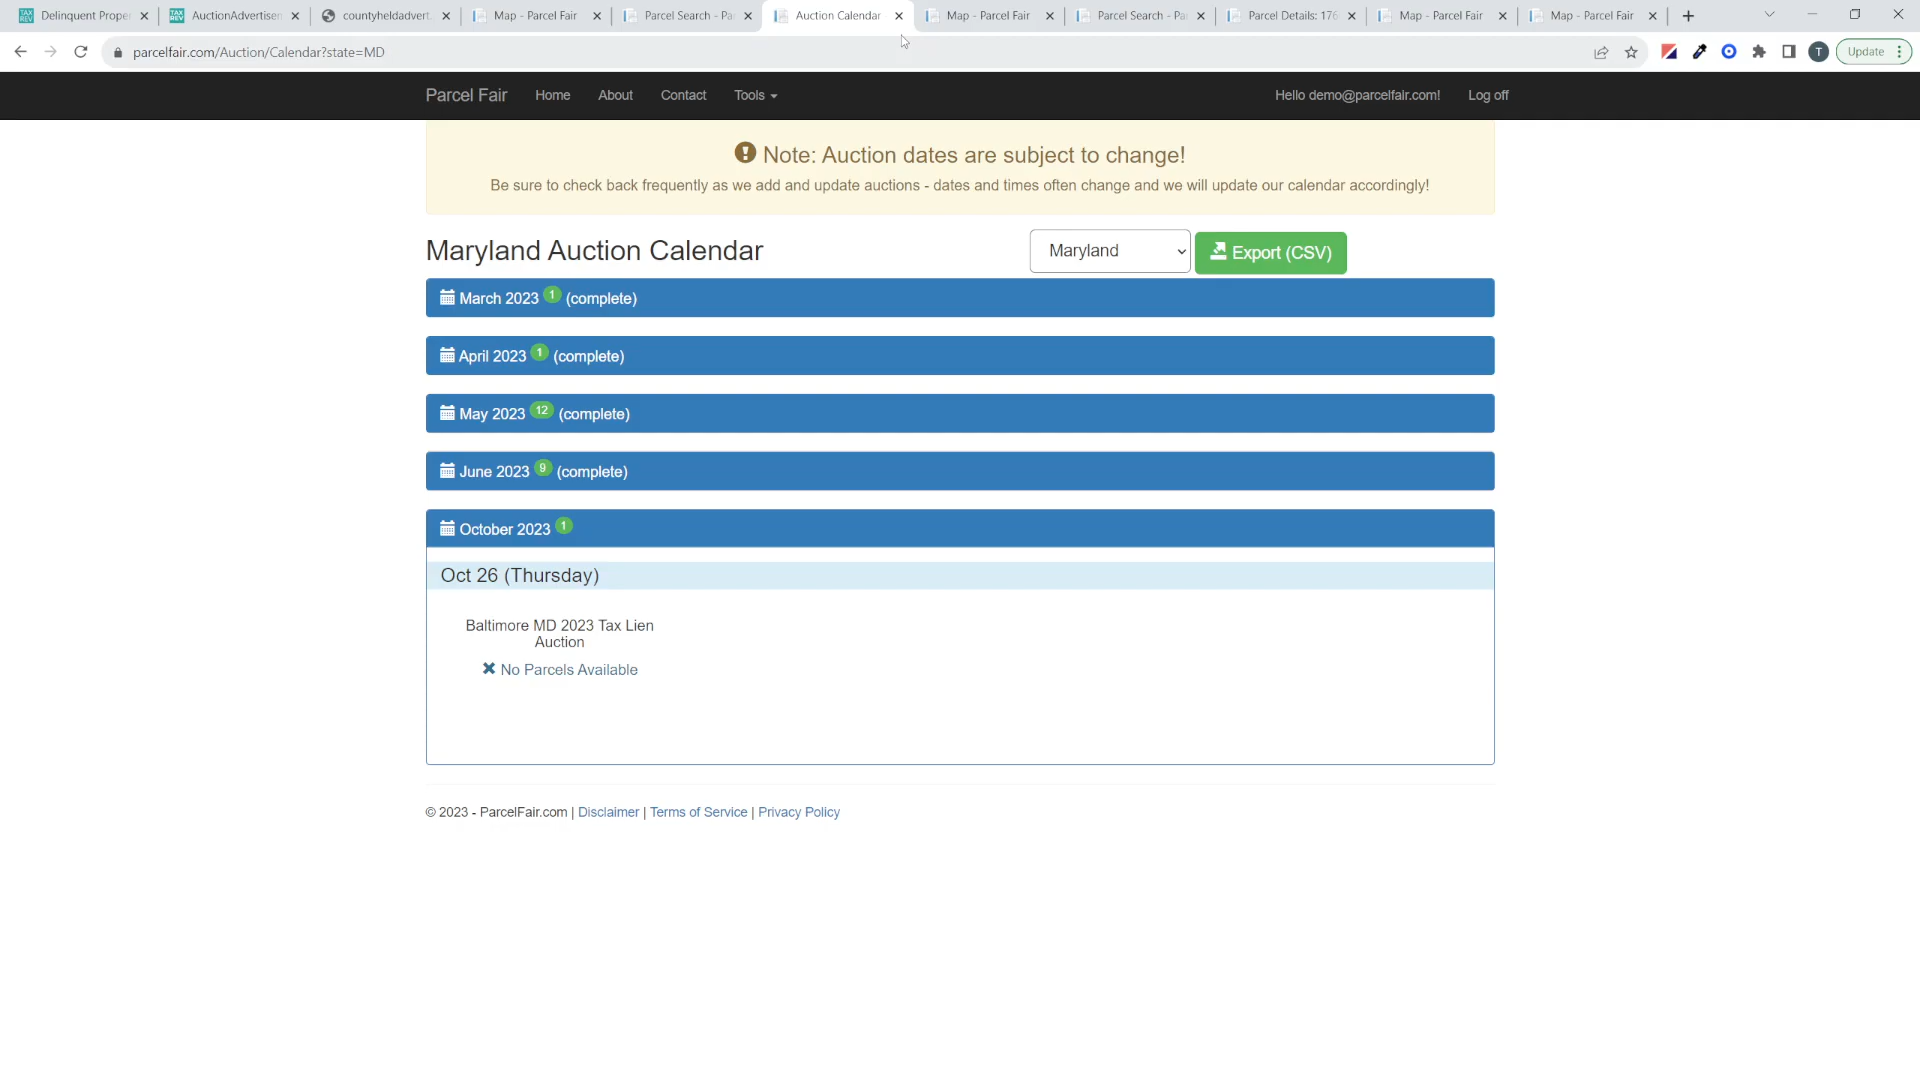 Delinquent Prope
AuctionAdvertisem
countyheldadvert
Map - Parcel Fair
Parcel Search - Pa
Auction Calendar
Map - Parcel Fair
Parcel Search - Pa
Parcel Details: 176
Map - Parcel Fair
Map - Parcel Fair
parcelfair.com/Auction/Calendar?state=MD
T
Update
Parcel Fair
Home
About
Contact
Tools
Hello demo@parcelfair.com!
Log off
Note: Auction dates are subject to change!
Be sure to check back frequently as we add and update auctions - dates and times often change and we will update our calendar accordingly!
Maryland Auction Calendar
Maryland
Export (CSV)
March 2023 1 (complete)
April 2023 1 (complete)
May 2023 12 (complete)
June 2023 9 (complete)
October 2023 1
Oct 26 (Thursday)
Baltimore MD 2023 Tax Lien
Auction
No Parcels Available
© 2023 - ParcelFair.com | Disclaimer | Terms of Service | Privacy Policy